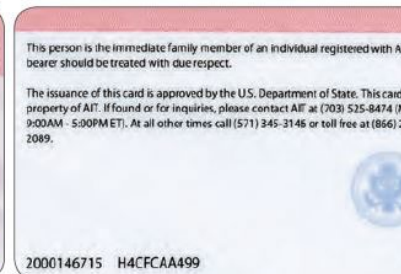 This person is the immediate family member of an individual registered with A
bearer should be treated with due respect.
The issuance of this card is approved by the U.S. Department of State. This card
property of AIT. If found or for inquiries, please contact AIT at (703) 525-8474 (
9:00AM - 5:00PM ET). At all other times call (571) 345-3146 or toll free at (866) 2
2089.
2000146715 H4CFCAA499